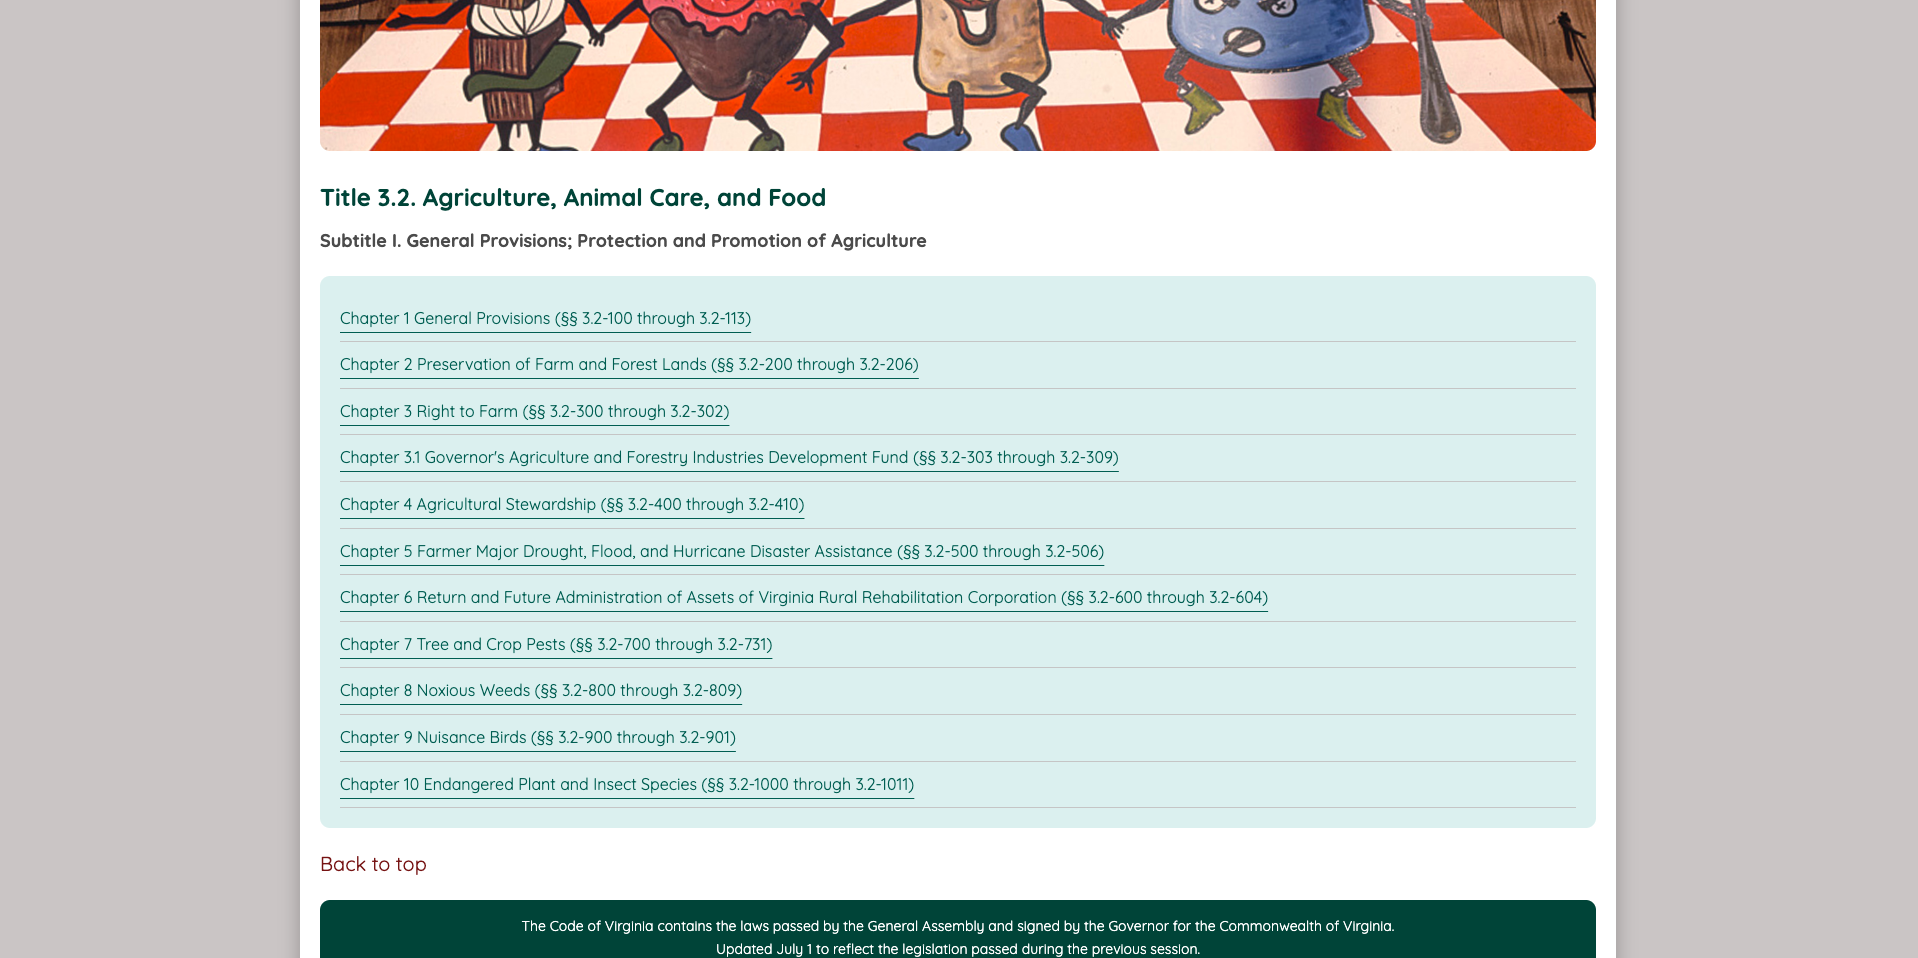 Title 3.2. Agriculture, Animal Care, and Food
Subtitle I. General Provisions; Protection and Promotion of Agriculture
Chapter 1 General Provisions (§§ 3.2-100 through 3.2-113)
Chapter 2 Preservation of Farm and Forest Lands (§§ 3.2-200 through 3.2-206)
Chapter 3 Right to Farm (§§ 3.2-300 through 3.2-302)
Chapter 3.1 Governor's Agriculture and Forestry Industries Development Fund (§§ 3.2-303 through 3.2-309)
Chapter 4 Agricultural Stewardship (§§ 3.2-400 through 3.2-410)
Chapter 5 Farmer Major Drought, Flood, and Hurricane Disaster Assistance (§§ 3.2-500 through 3.2-506)
Chapter 6 Return and Future Administration of Assets of Virginia Rural Rehabilitation Corporation (§§ 3.2-600 through 3.2-604)
Chapter 7 Tree and Crop Pests (§§ 3.2-700 through 3.2-731)
Chapter 8 Noxious Weeds (§§ 3.2-800 through 3.2-809)
Chapter 9 Nuisance Birds (§§ 3.2-900 through 3.2-901)
Chapter 10 Endangered Plant and Insect Species (§§ 3.2-1000 through 3.2-1011)
Back to top
The Code of Virginia contains the laws passed by the General Assembly and signed by the Governor for the Commonwealth of Virginia.
Updated July 1 to reflect the legislation passed during the previous session.